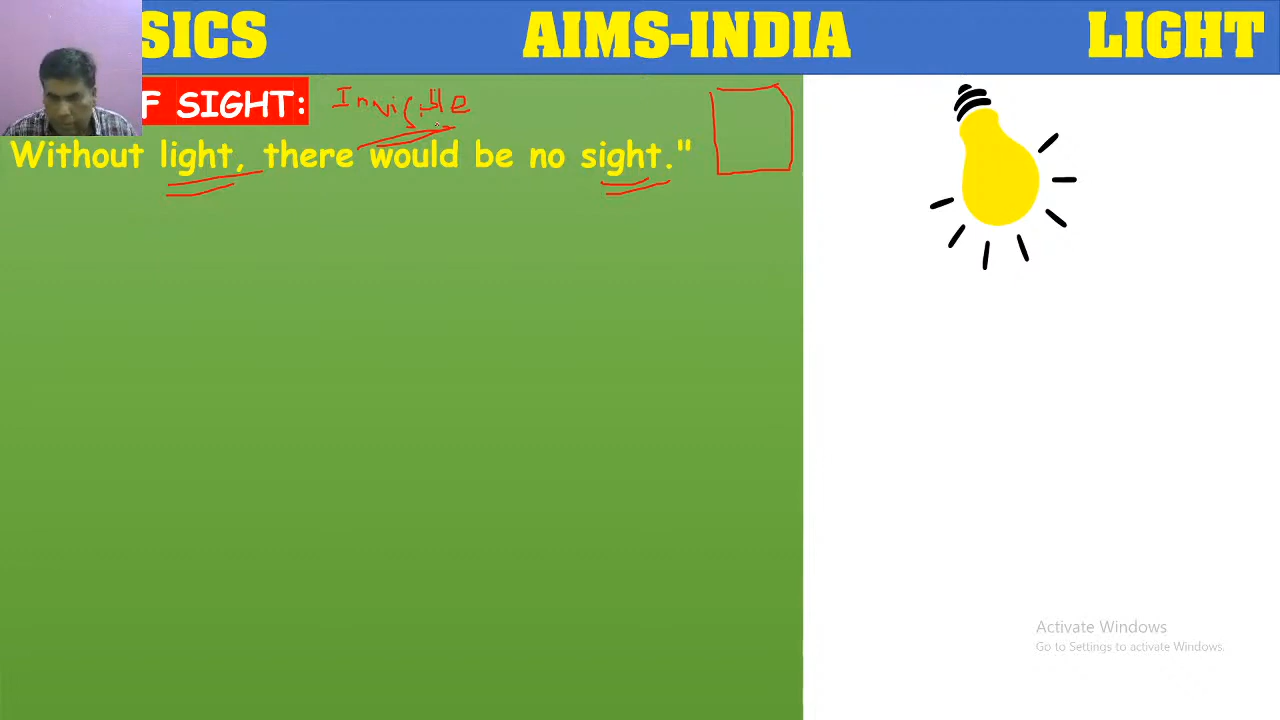 SICS AIMS-INDIA LIGHT
F SIGHT: Invisible
Without light, there would be no sight."
Activate Windows
Go to Settings to activate Windows.